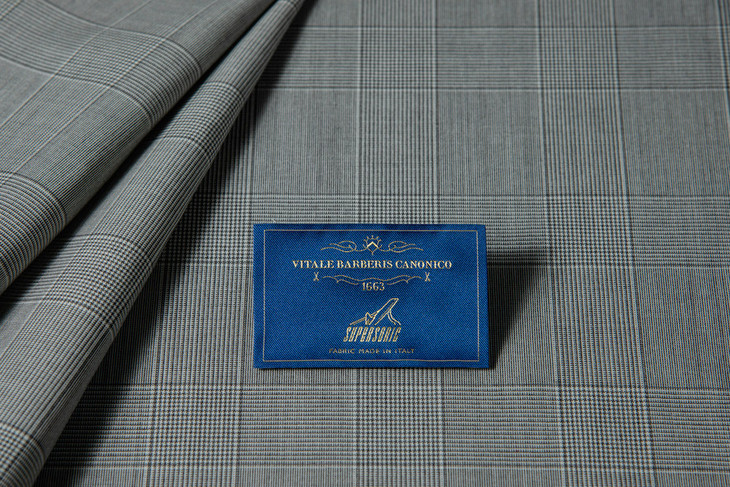 VITALE BARBERIS CANONICO
1663
SUPERSONIC
FABRIC MADE IN ITALY